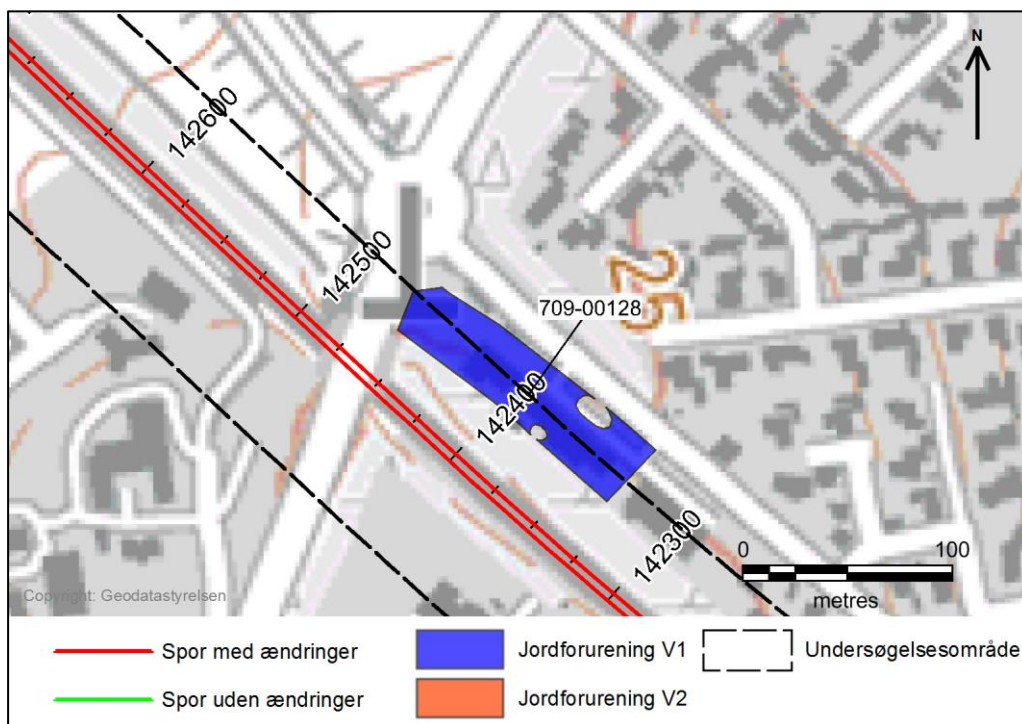 N
142600
142500
25
709-00128
142400
142300
0 100
metres
Copyright: Geodatastyrelsen
Spor med ændringer
Jordforurening V1
Undersøgelsesområde
Spor uden ændringer
Jordforurening V2